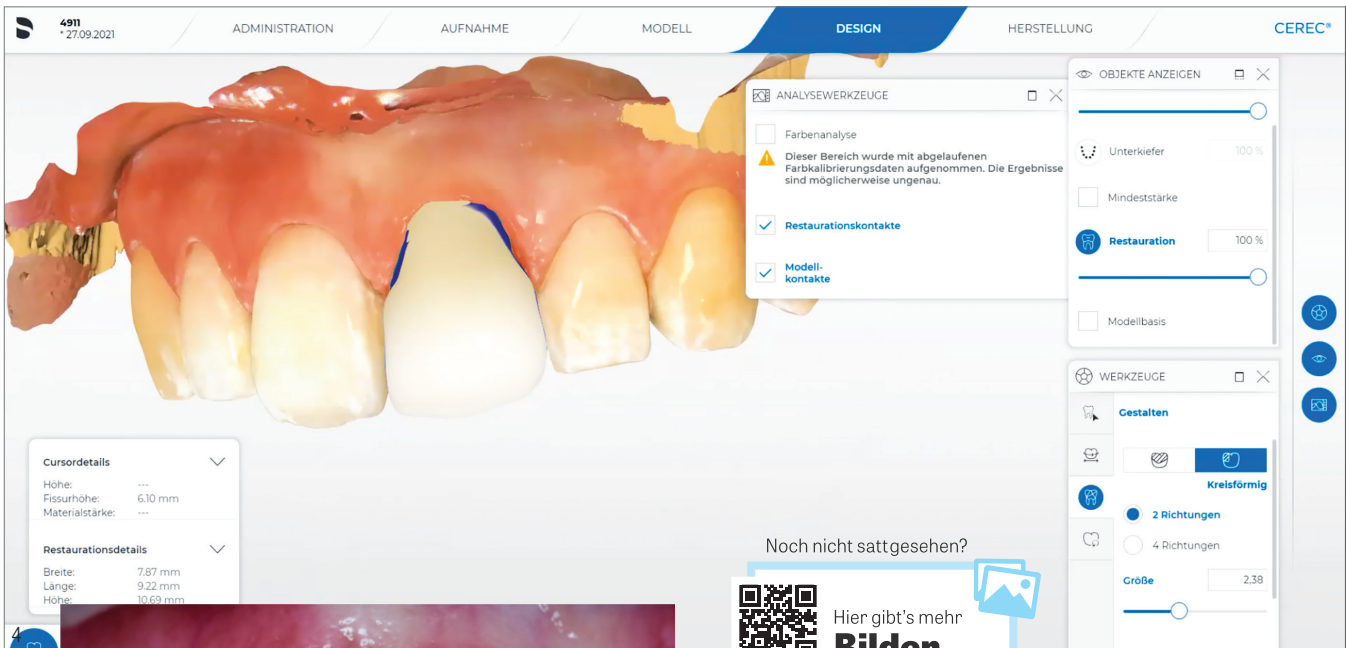 4911
* 27.09.2021
ADMINISTRATION
AUFNAHME
MODELL
DESIGN
HERSTELLUNG
CEREC®
ANALYSEWERKZEUGE
Farbenanalyse
Dieser Bereich wurde mit abgelaufenen
Farbkalibrierungsdaten aufgenommen. Die Ergebnisse
sind möglicherweise ungenau.
Restaurationskontakte
Modell-
kontakte
OBJEKTE ANZEIGEN
Unterkiefer 100 %
Mindeststärke
Restauration 100 %
Modellbasis
WERKZEUGE
Gestalten
Kreisförmig
2 Richtungen
4 Richtungen
Größe 2,38
Cursordetails
Höhe: ---
Fissurhöhe: 6.10 mm
Materialstärke: ---
Restaurationsdetails
Breite: 7.87 mm
Länge: 9.22 mm
Höhe: 10.69 mm
4
Noch nicht sattgesehen?
Hier gibt's mehr